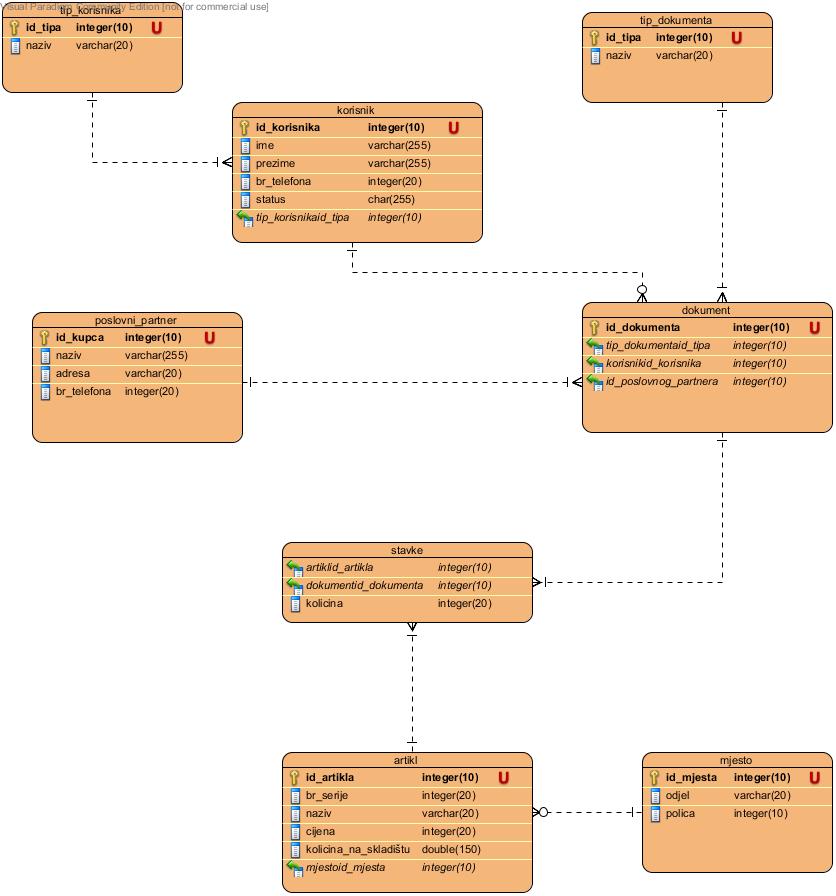 Visual Paradigm Community Edition [not for commercial use]
tip_korisnika
id_tipa integer(10) U
naziv varchar(20)
tip_dokumenta
id_tipa integer(10) U
naziv varchar(20)
korisnik
id_korisnika integer(10) U
ime varchar(255)
prezime varchar(255)
br_telefona integer(20)
status char(255)
tip_korisnikaid_tipa integer(10)
poslovni_partner
id_kupca integer(10) U
naziv varchar(255)
adresa varchar(20)
br_telefona integer(20)
dokument
id_dokumenta integer(10) U
tip_dokumentaid_tipa integer(10)
korisnikid_korisnika integer(10)
id_poslovnog_partnera integer(10)
stavke
artiklid_artikla integer(10)
dokumentid_dokumenta integer(10)
kolicina integer(20)
artikl
id_artikla integer(10) U
br_serije integer(20)
naziv varchar(20)
cijena integer(20)
kolicina_na_skladištu double(150)
mjestoid_mjesta integer(10)
mjesto
id_mjesta integer(10) U
odjel varchar(20)
polica integer(10)